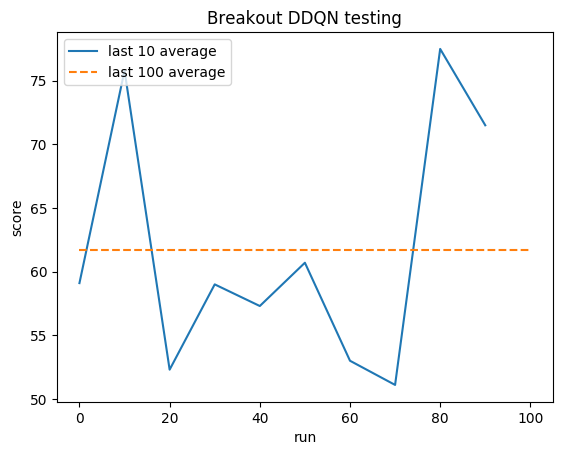 Breakout DDQN testing
last 10 average
last 100 average
score
75
70
65
60
55
50
0 20 40 60 80 100
run